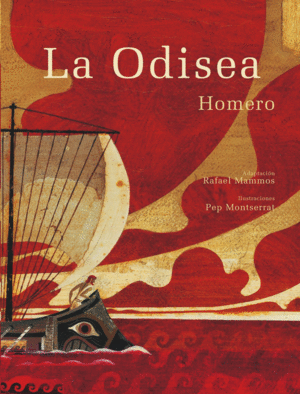 La Odisea
Homero
Adaptación
Rafael Mammos
Ilustraciones
Pep Montserrat